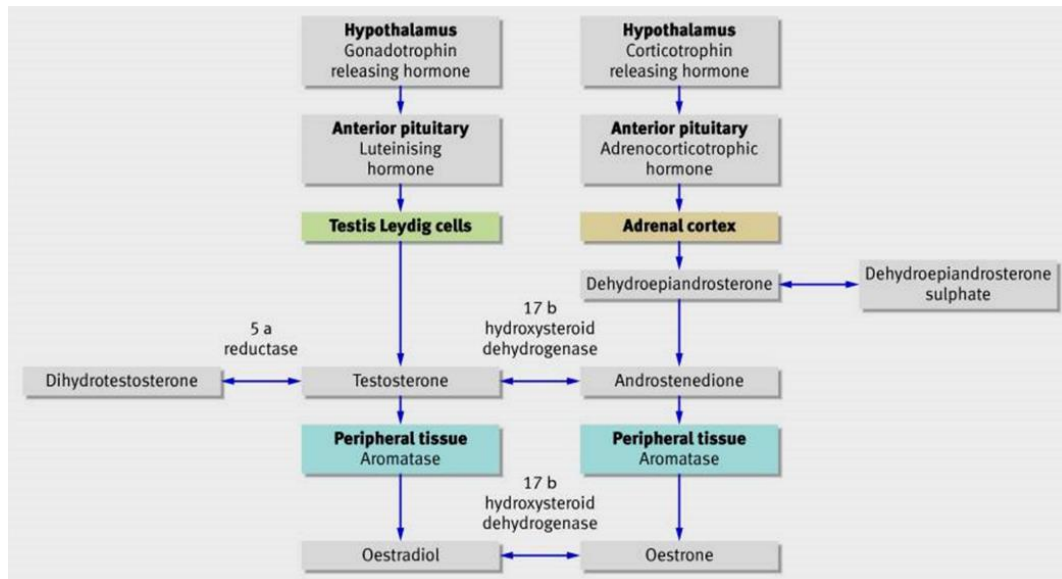 Hypothalamus
Gonadotrophin
releasing hormone
Hypothalamus
Corticotrophin
releasing hormone
Anterior pituitary
Luteinising
hormone
Anterior pituitary
Adrenocorticotrophic
hormone
Testis Leydig cells
Adrenal cortex
Dehydroepiandrosterone
Dehydroepiandrosterone
sulphate
5 a
reductase
17 b
hydroxysteroid
dehydrogenase
Dihydrotestosterone
Testosterone
Androstenedione
Peripheral tissue
Aromatase
Peripheral tissue
Aromatase
17 b
hydroxysteroid
dehydrogenase
Oestradiol
Oestrone